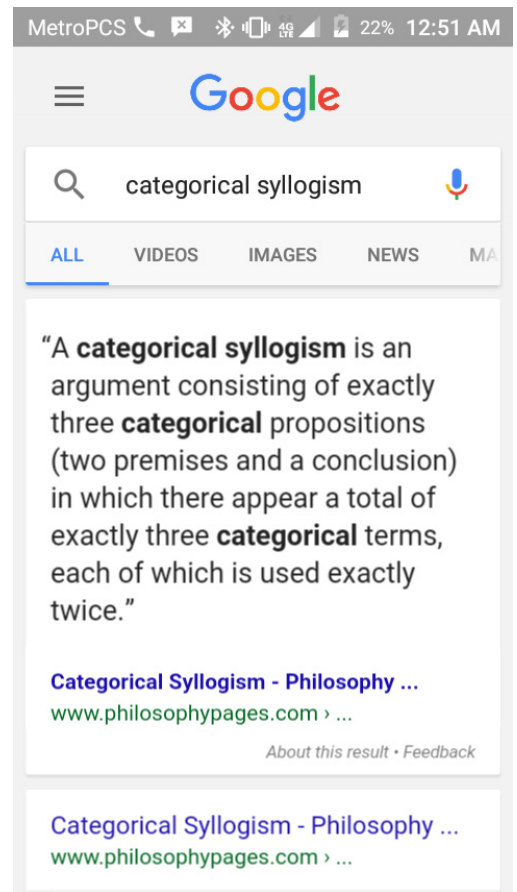 MetroPCS 4G LTE 22% 12:51 AM
Google
categorical syllogism
ALL VIDEOS IMAGES NEWS MA
“A categorical syllogism is an
argument consisting of exactly
three categorical propositions
(two premises and a conclusion)
in which there appear a total of
exactly three categorical terms,
each of which is used exactly
twice.”
Categorical Syllogism - Philosophy ...
www.philosophypages.com › ...
About this result • Feedback
Categorical Syllogism - Philosophy ...
www.philosophypages.com › ...